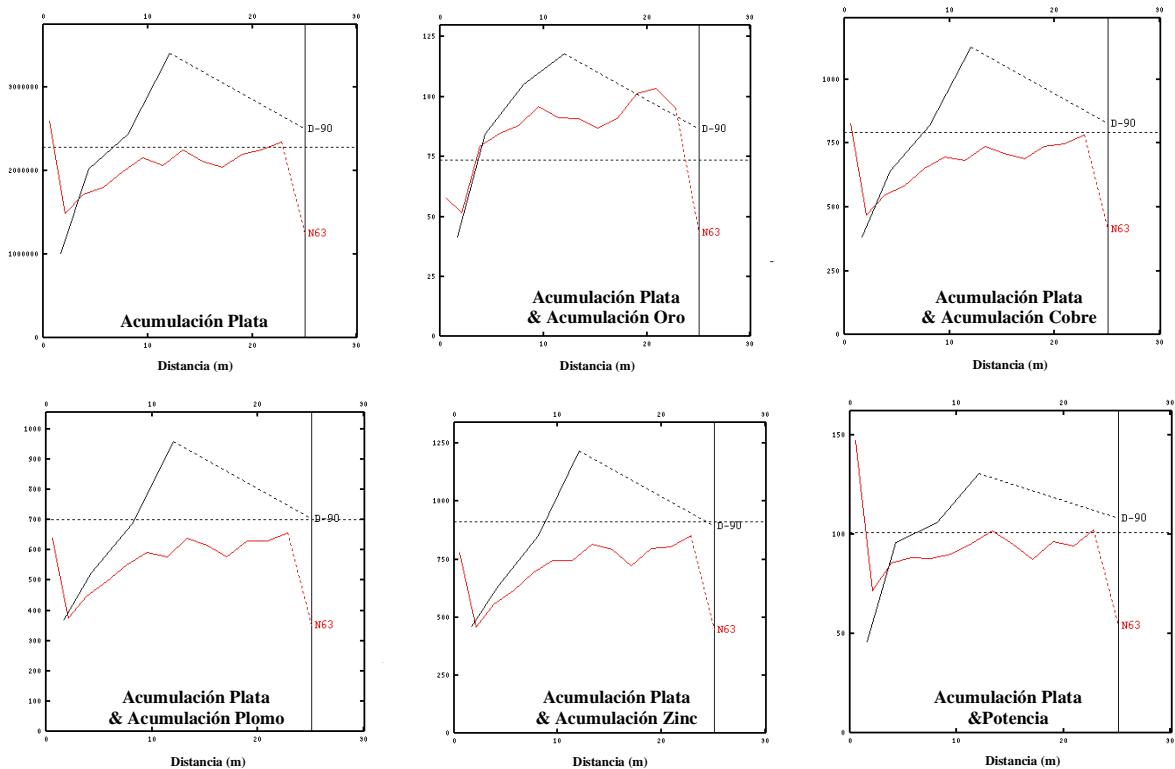 0 10 20 30
3000000
2000000
1000000
0
D-90
N63
Acumulación Plata
0 10 20 30
Distancia (m)
0 10 20 30
125
100
75
50
25
0
D-90
N63
Acumulación Plata
& Acumulación Oro
0 10 20 30
Distancia (m)
0 10 20 30
1000
750
500
250
0
D-90
N63
Acumulación Plata
& Acumulación Cobre
0 10 20 30
Distancia (m)
0 10 20 30
1000
900
800
700
600
500
400
300
200
100
0
D-90
N63
Acumulación Plata
& Acumulación Plomo
0 10 20 30
Distancia (m)
0 10 20 30
1250
1000
750
500
250
0
D-90
N63
Acumulación Plata
& Acumulación Zinc
0 10 20 30
Distancia (m)
0 10 20 30
150
100
50
0
D-90
N63
Acumulación Plata
&Potencia
0 10 20 30
Distancia (m)